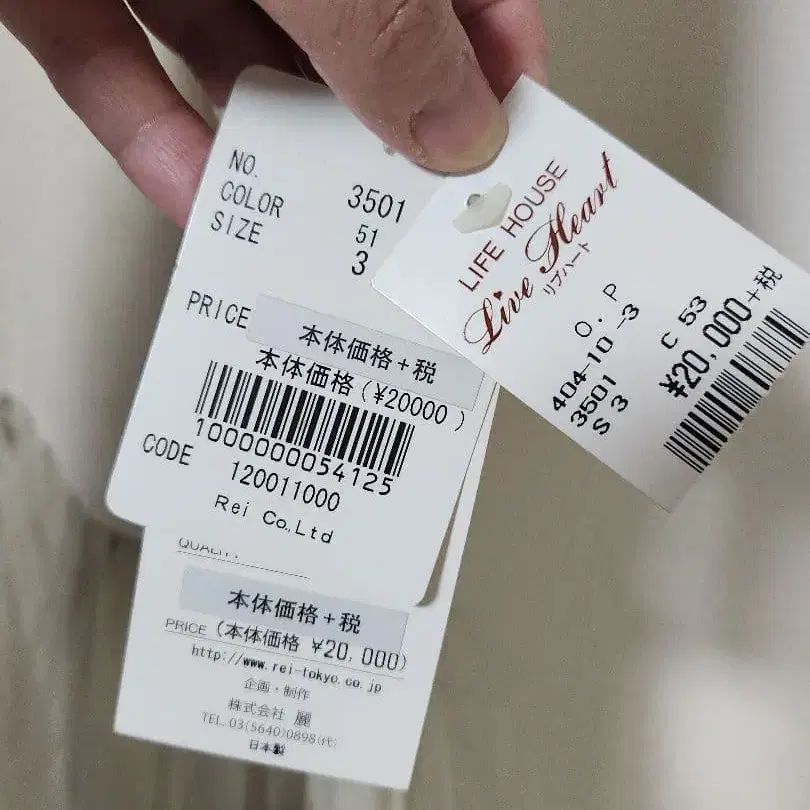 NO. 3501
COLOR 51
SIZE 3
PRICE 本体価格+税
本体価格(¥20000)
1000000054125
CODE 120011000
Rei Co.,Ltd
LIFE HOUSE
Live Heart
リブハート
O. P
404-10-3 C 53
3501 ¥20,000+税
S 3
QUALITY
本体価格+税
PRICE (本体価格 ¥20,000)
http://www.rei-tokyo.co.jp
企画・制作
株式会社 麗
TEL.03(5640)0898(代)
日本製